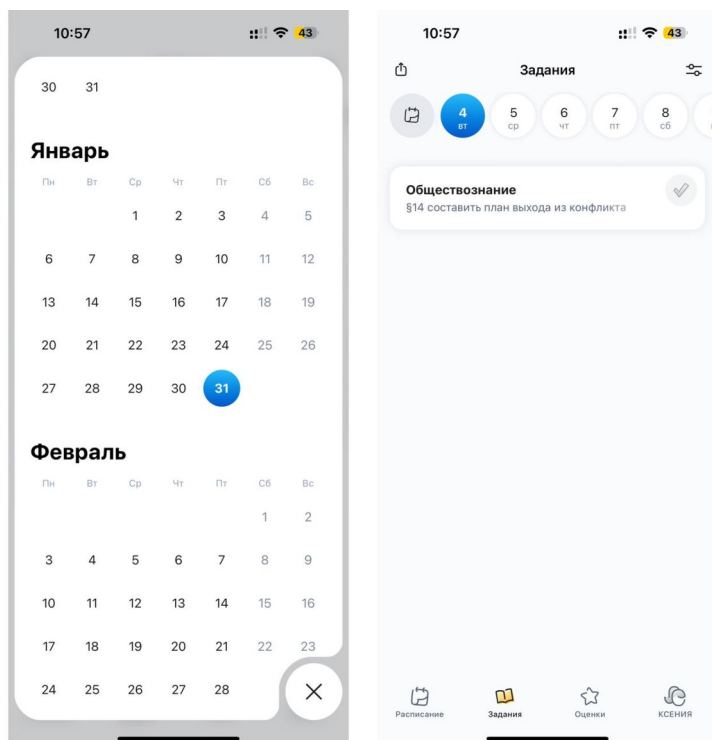 10:57
43
30 31
Январь
Пн Вт Ср Чт Пт Сб Вс
1 2 3 4 5
6 7 8 9 10 11 12
13 14 15 16 17 18 19
20 21 22 23 24 25 26
27 28 29 30 31
Февраль
Пн Вт Ср Чт Пт Сб Вс
1 2
3 4 5 6 7 8 9
10 11 12 13 14 15 16
17 18 19 20 21 22 23
24 25 26 27 28
10:57
43
Задания
4 5 6 7 8
вт ср чт пт сб
Обществознание
§14 составить план выхода из конфликта
Расписание Задания Оценки КСЕНИЯ